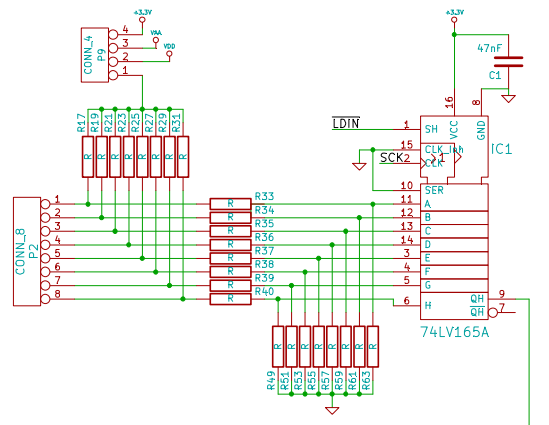 +3.3V
+3.3V
CONN_4
P9
4
3
2
1
VAA
VDD
47nF
C1
16
VCC
8
GND
R17
R19
R21
R23
R25
R27
R29
R31
R R R R R R R R
LDIN
1 SH
15 CLK_Inh
SCK 2 CLK
1
IC1
10 SER
CONN_8
P2
1 R R33 11 A
2 R R34 12 B
3 R R35 13 C
4 R R36 14 D
5 R R37 3 E
6 R R38 4 F
7 R R39 5 G
8 R R40 6 H
QH 9
QH 7
74LV165A
R R R R R R R R
R49
R51
R53
R55
R57
R59
R61
R63